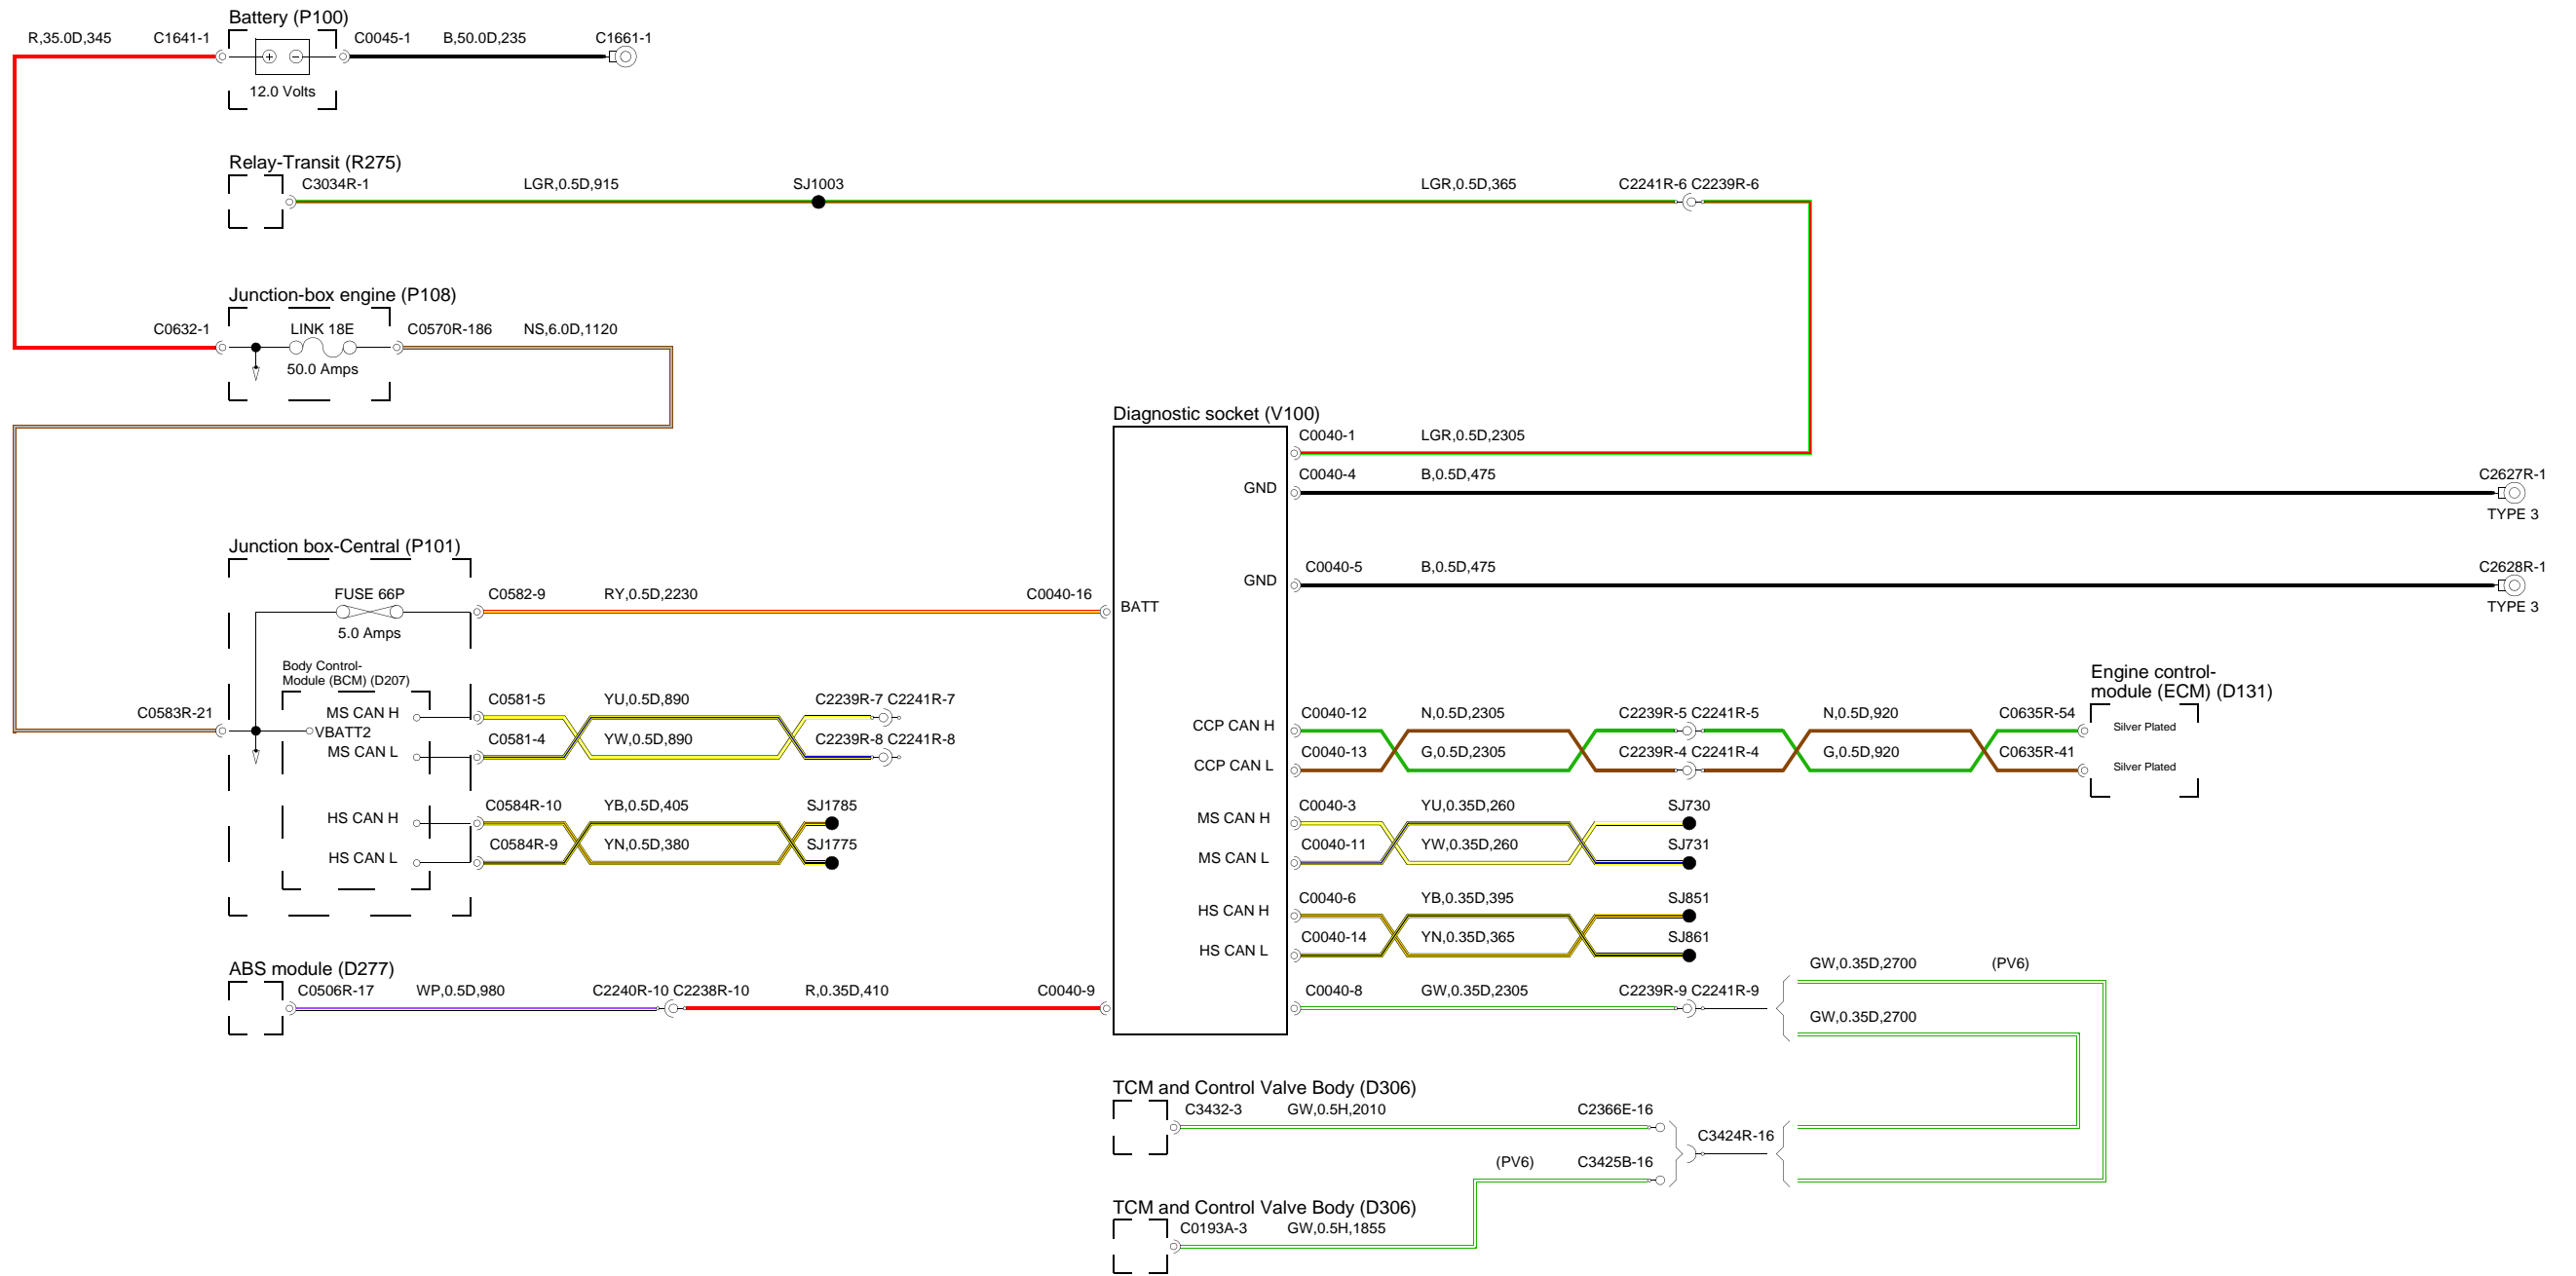 Battery (P100)
R,35.0D,345 C1641-1 C0045-1 B,50.0D,235 C1661-1
12.0 Volts
Relay-Transit (R275)
C3034R-1 LGR,0.5D,915 SJ1003 LGR,0.5D,365 C2241R-6 C2239R-6
Junction-box engine (P108)
C0632-1 LINK 18E C0570R-186 NS,6.0D,1120
50.0 Amps
Diagnostic socket (V100)
C0040-1 LGR,0.5D,2305
GND C0040-4 B,0.5D,475 C2627R-1
TYPE 3
Junction box-Central (P101)
GND C0040-5 B,0.5D,475 C2628R-1
TYPE 3
FUSE 66P C0582-9 RY,0.5D,2230 C0040-16 BATT
5.0 Amps
Body Control-
Module (BCM) (D207)
Engine control-
module (ECM) (D131)
C0583R-21
MS CAN H C0581-5 YU,0.5D,890 C2239R-7 C2241R-7
VBATT2
MS CAN L C0581-4 YW,0.5D,890 C2239R-8 C2241R-8
CCP CAN H C0040-12 N,0.5D,2305 C2239R-5 C2241R-5 N,0.5D,920 C0635R-54 Silver Plated
CCP CAN L C0040-13 G,0.5D,2305 C2239R-4 C2241R-4 G,0.5D,920 C0635R-41 Silver Plated
HS CAN H C0584R-10 YB,0.5D,405 SJ1785
HS CAN L C0584R-9 YN,0.5D,380 SJ1775
MS CAN H C0040-3 YU,0.35D,260 SJ730
MS CAN L C0040-11 YW,0.35D,260 SJ731
HS CAN H C0040-6 YB,0.35D,395 SJ851
HS CAN L C0040-14 YN,0.35D,365 SJ861
ABS module (D277)
C0506R-17 WP,0.5D,980 C2240R-10 C2238R-10 R,0.35D,410 C0040-9
C0040-8 GW,0.35D,2305 C2239R-9 C2241R-9
GW,0.35D,2700 (PV6)
GW,0.35D,2700
TCM and Control Valve Body (D306)
C3432-3 GW,0.5H,2010 C2366E-16
C3424R-16
(PV6) C3425B-16
TCM and Control Valve Body (D306)
C0193A-3 GW,0.5H,1855